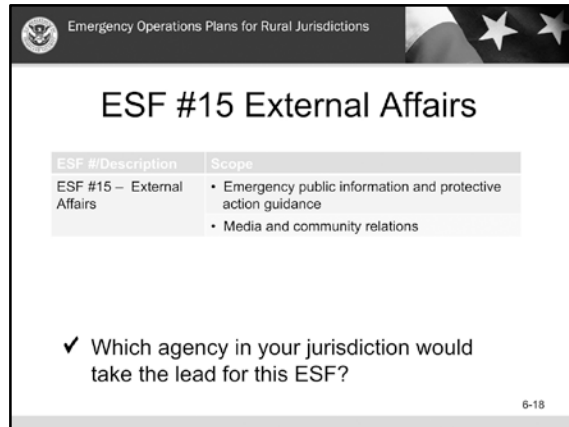 Emergency Operations Plans for Rural Jurisdictions
ESF #15 External Affairs
ESF #/Description
Scope
ESF #15 – External
Affairs
• Emergency public information and protective
action guidance
• Media and community relations
✓ Which agency in your jurisdiction would
take the lead for this ESF?
6-18